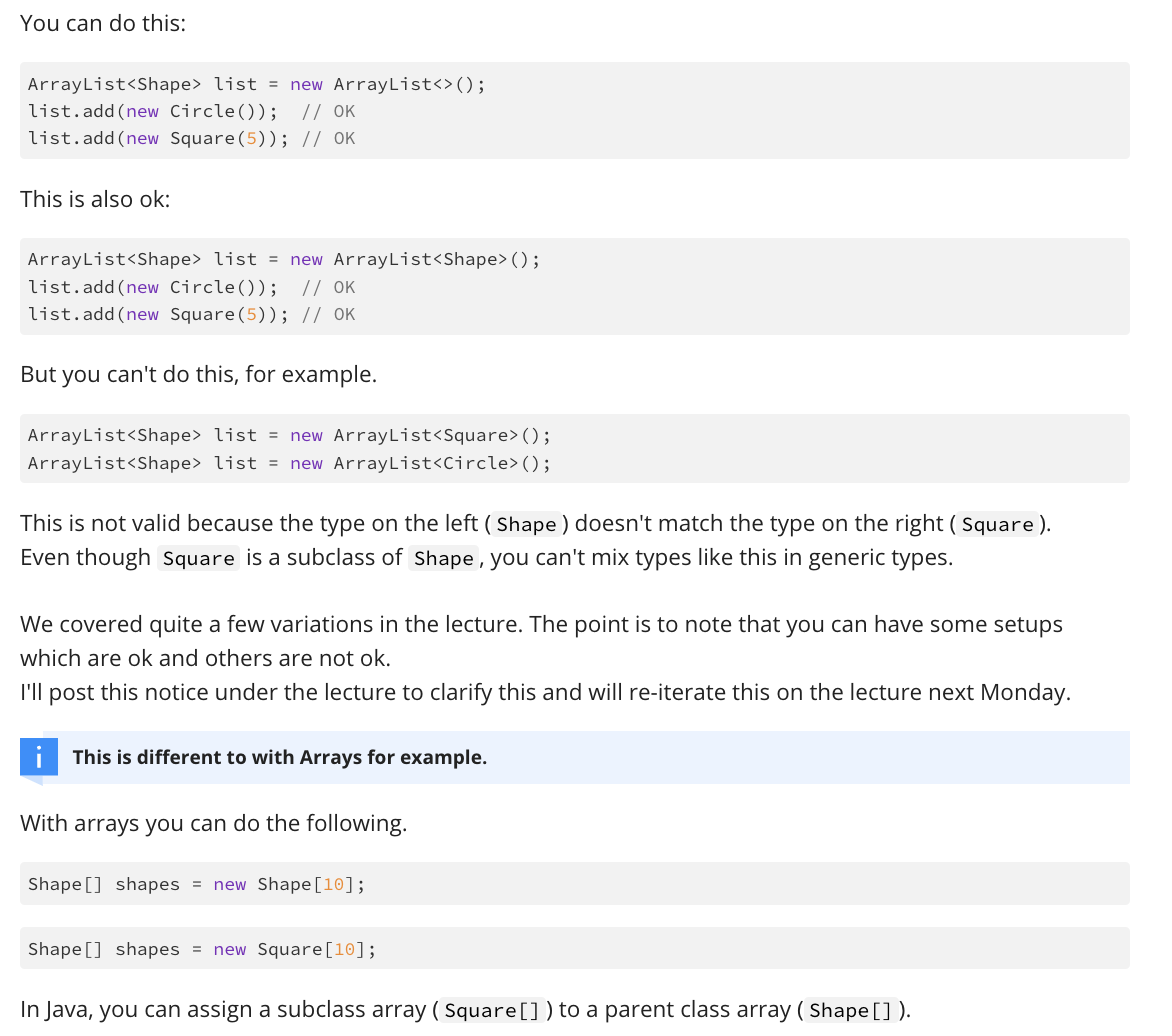 You can do this:
ArrayList<Shape> list = new ArrayList<>();
list.add(new Circle());  // OK
list.add(new Square(5)); // OK
This is also ok:
ArrayList<Shape> list = new ArrayList<Shape>();
list.add(new Circle());  // OK
list.add(new Square(5)); // OK
But you can't do this, for example.
ArrayList<Shape> list = new ArrayList<Square>();
ArrayList<Shape> list = new ArrayList<Circle>();
This is not valid because the type on the left (Shape) doesn't match the type on the right (Square).
Even though Square is a subclass of Shape, you can't mix types like this in generic types.
We covered quite a few variations in the lecture. The point is to note that you can have some setups
which are ok and others are not ok.
I'll post this notice under the lecture to clarify this and will re-iterate this on the lecture next Monday.
i This is different to with Arrays for example.
With arrays you can do the following.
Shape[] shapes = new Shape[10];
Shape[] shapes = new Square[10];
In Java, you can assign a subclass array (Square[]) to a parent class array (Shape[]).